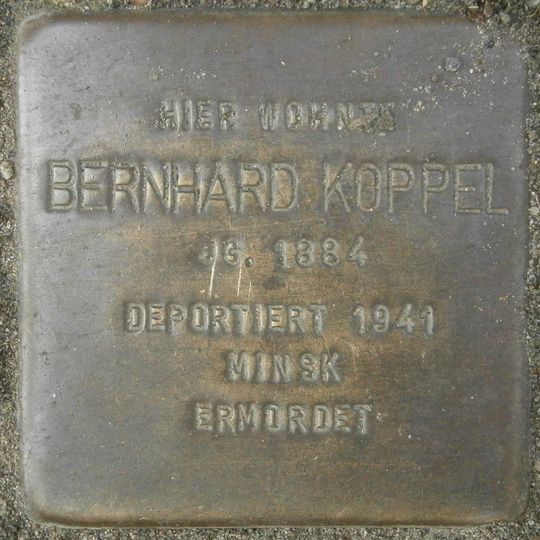 HIER WOHNTE
BERNHARD KOPPEL
JG. 1884
DEPORTIERT 1941
MINSK
ERMORDET